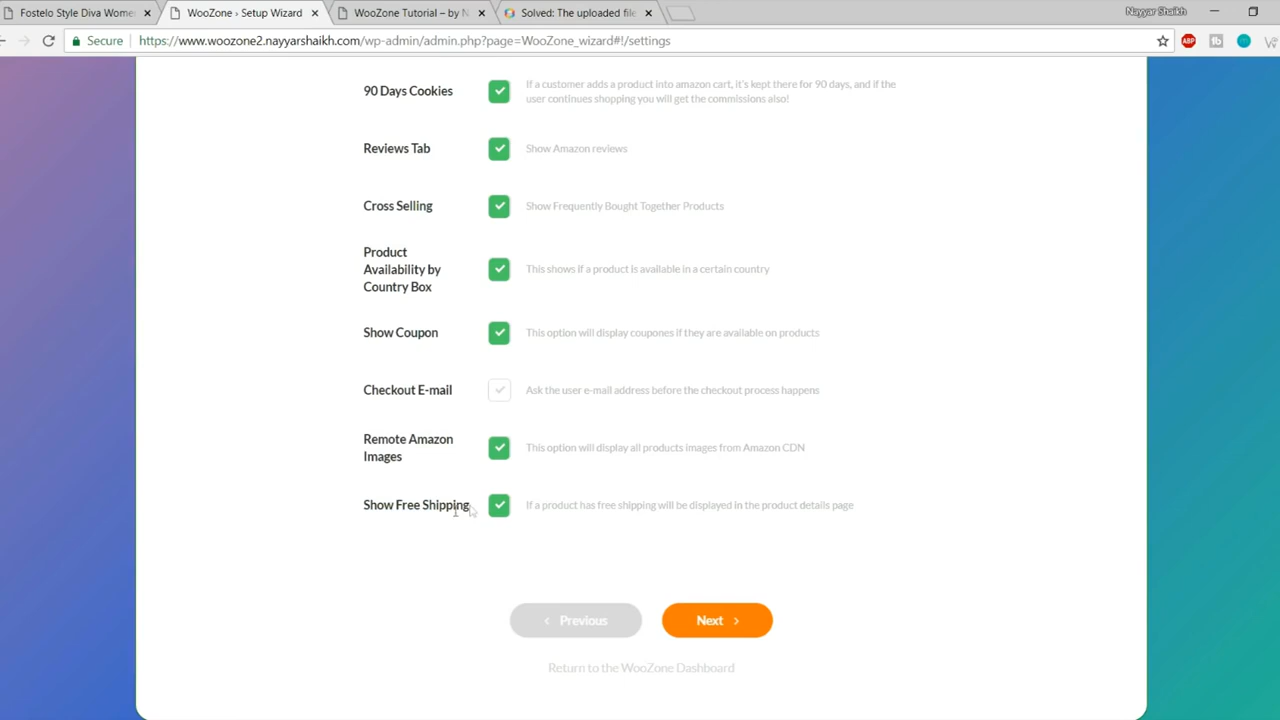 Fostelo Style Diva Wome
WooZone › Setup Wizard
WooZone Tutorial – by N
Solved: The uploaded file
Nayyar Shaikh
Secure
https://www.woozone2.nayyarshaikh.com/wp-admin/admin.php?page=WooZone_wizard#!/settings
ABP
90 Days Cookies
If a customer adds a product into amazon cart, it's kept there for 90 days, and if the
user continues shopping you will get the commissions also!
Reviews Tab
Show Amazon reviews
Cross Selling
Show Frequently Bought Together Products
Product
Availability by
Country Box
This shows if a product is available in a certain country
Show Coupon
This option will display coupones if they are available on products
Checkout E-mail
Ask the user e-mail address before the checkout process happens
Remote Amazon
Images
This option will display all products images from Amazon CDN
Show Free Shipping
If a product has free shipping will be displayed in the product details page
‹ Previous
Next ›
Return to the WooZone Dashboard